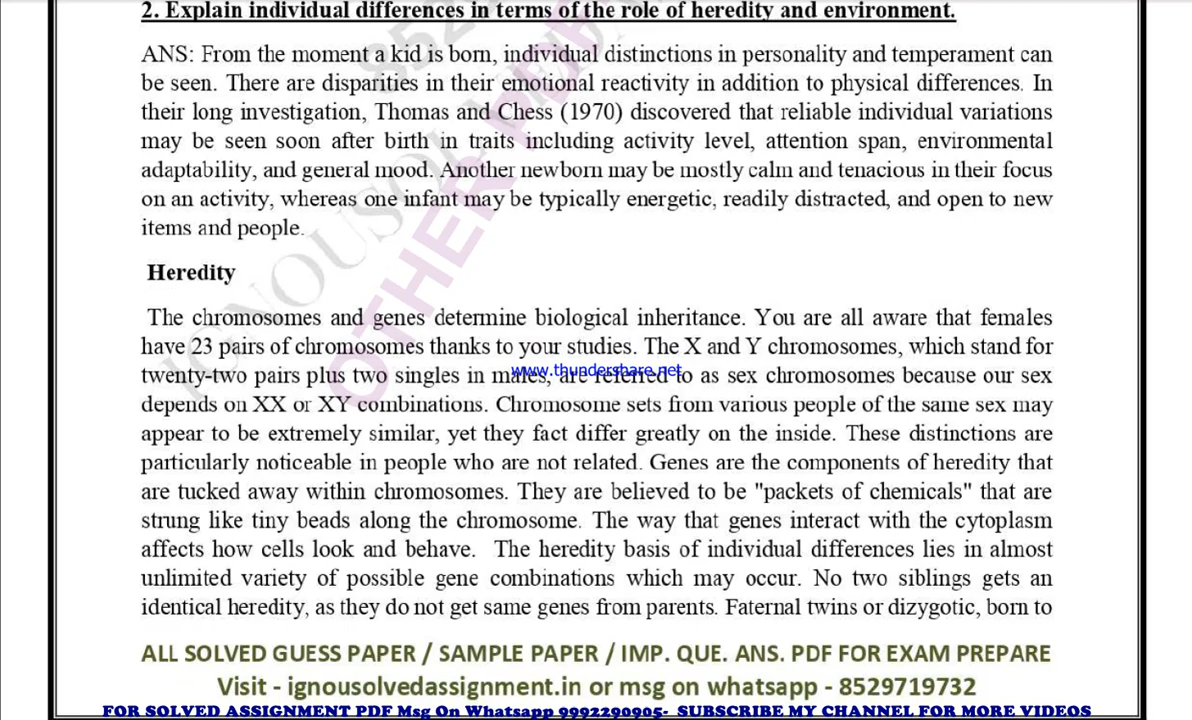 2. Explain individual differences in terms of the role of heredity and environment.
ANS: From the moment a kid is born, individual distinctions in personality and temperament can
be seen. There are disparities in their emotional reactivity in addition to physical differences. In
their long investigation, Thomas and Chess (1970) discovered that reliable individual variations
may be seen soon after birth in traits including activity level, attention span, environmental
adaptability, and general mood. Another newborn may be mostly calm and tenacious in their focus
on an activity, whereas one infant may be typically energetic, readily distracted, and open to new
items and people.
Heredity
The chromosomes and genes determine biological inheritance. You are all aware that females
have 23 pairs of chromosomes thanks to your studies. The X and Y chromosomes, which stand for
twenty-two pairs plus two singles in males, are referred to as sex chromosomes because our sex
www.thundershare.net
depends on XX or XY combinations. Chromosome sets from various people of the same sex may
appear to be extremely similar, yet they fact differ greatly on the inside. These distinctions are
particularly noticeable in people who are not related. Genes are the components of heredity that
are tucked away within chromosomes. They are believed to be "packets of chemicals" that are
strung like tiny beads along the chromosome. The way that genes interact with the cytoplasm
affects how cells look and behave. The heredity basis of individual differences lies in almost
unlimited variety of possible gene combinations which may occur. No two siblings gets an
identical heredity, as they do not get same genes from parents. Faternal twins or dizygotic, born to
ALL SOLVED GUESS PAPER / SAMPLE PAPER / IMP. QUE. ANS. PDF FOR EXAM PREPARE
Visit - ignousolvedassignment.in or msg on whatsapp - 8529719732
FOR SOLVED ASSIGNMENT PDF Msg On Whatsapp 9992290905- SUBSCRIBE MY CHANNEL FOR MORE VIDEOS